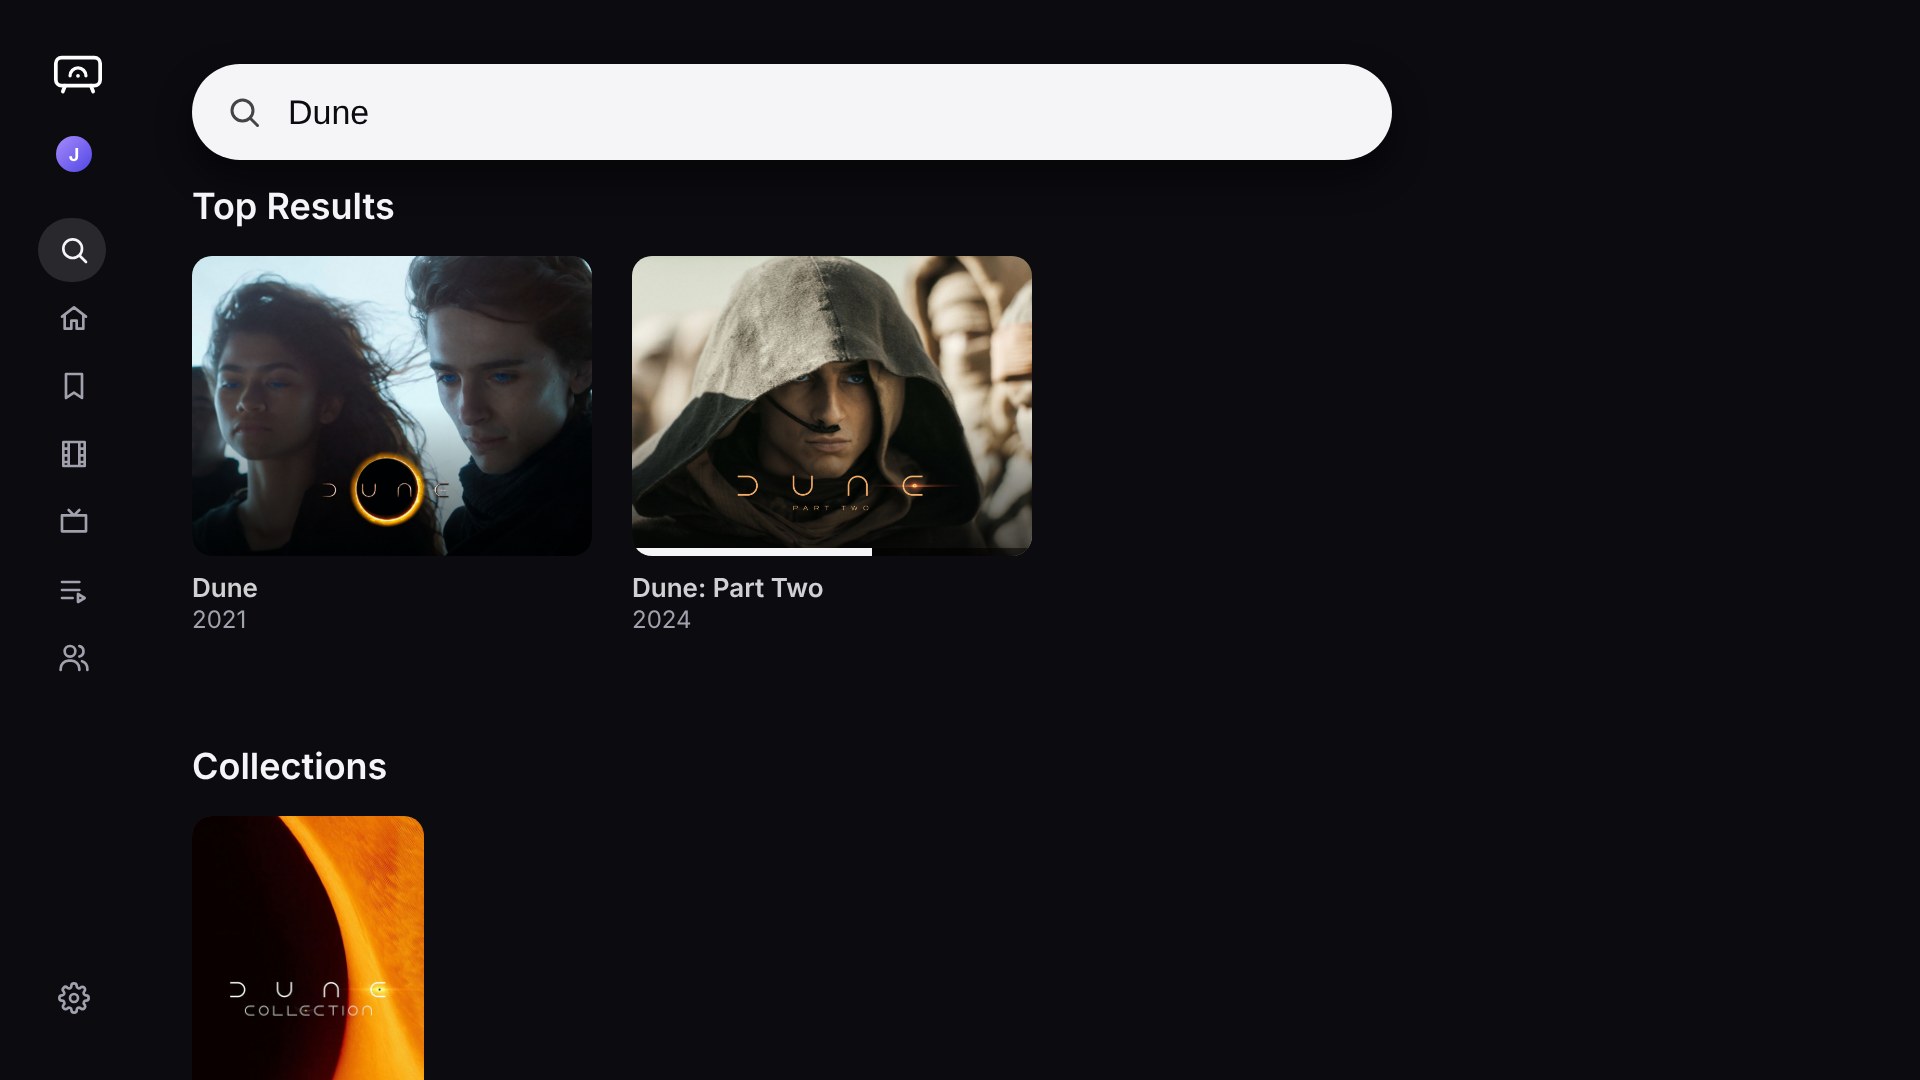 Dune
J
Top Results
DUNE
DUNE
PART TWO
Dune
2021
Dune: Part Two
2024
Collections
DUNE
COLLECTION